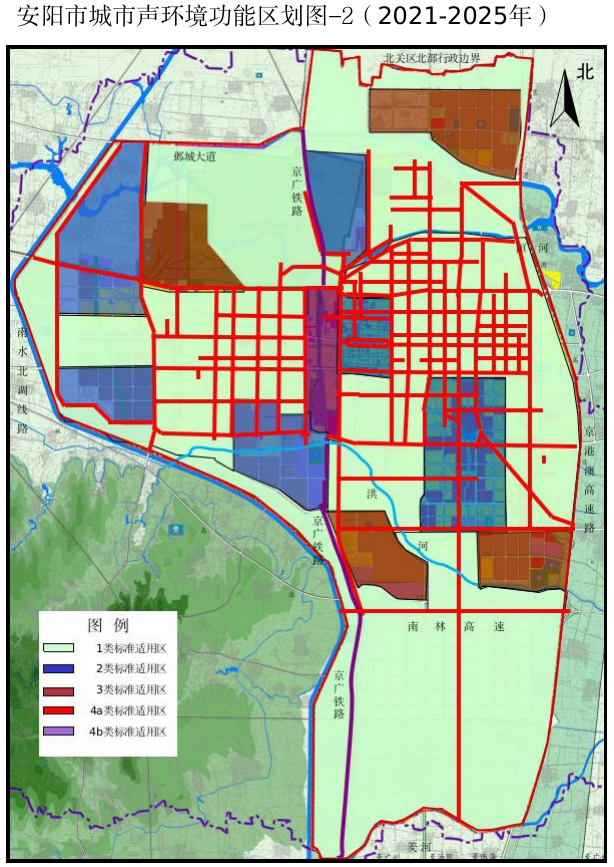 安阳市城市声环境功能区划图-2（2021-2025年）
北关区北部行政边界
北
邺城大道
京广铁路
河
南水北调线路
京港澳高速路
洪
河
京广铁路
南林高速
京广铁路
图 例
1类标准适用区
2类标准适用区
3类标准适用区
4a类标准适用区
4b类标准适用区
羑河